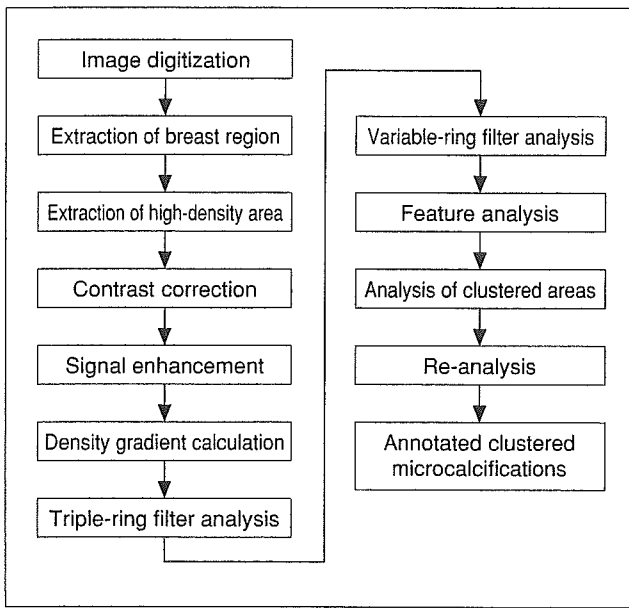 Image digitization
Extraction of breast region
Extraction of high-density area
Contrast correction
Signal enhancement
Density gradient calculation
Triple-ring filter analysis
Variable-ring filter analysis
Feature analysis
Analysis of clustered areas
Re-analysis
Annotated clustered
microcalcifications